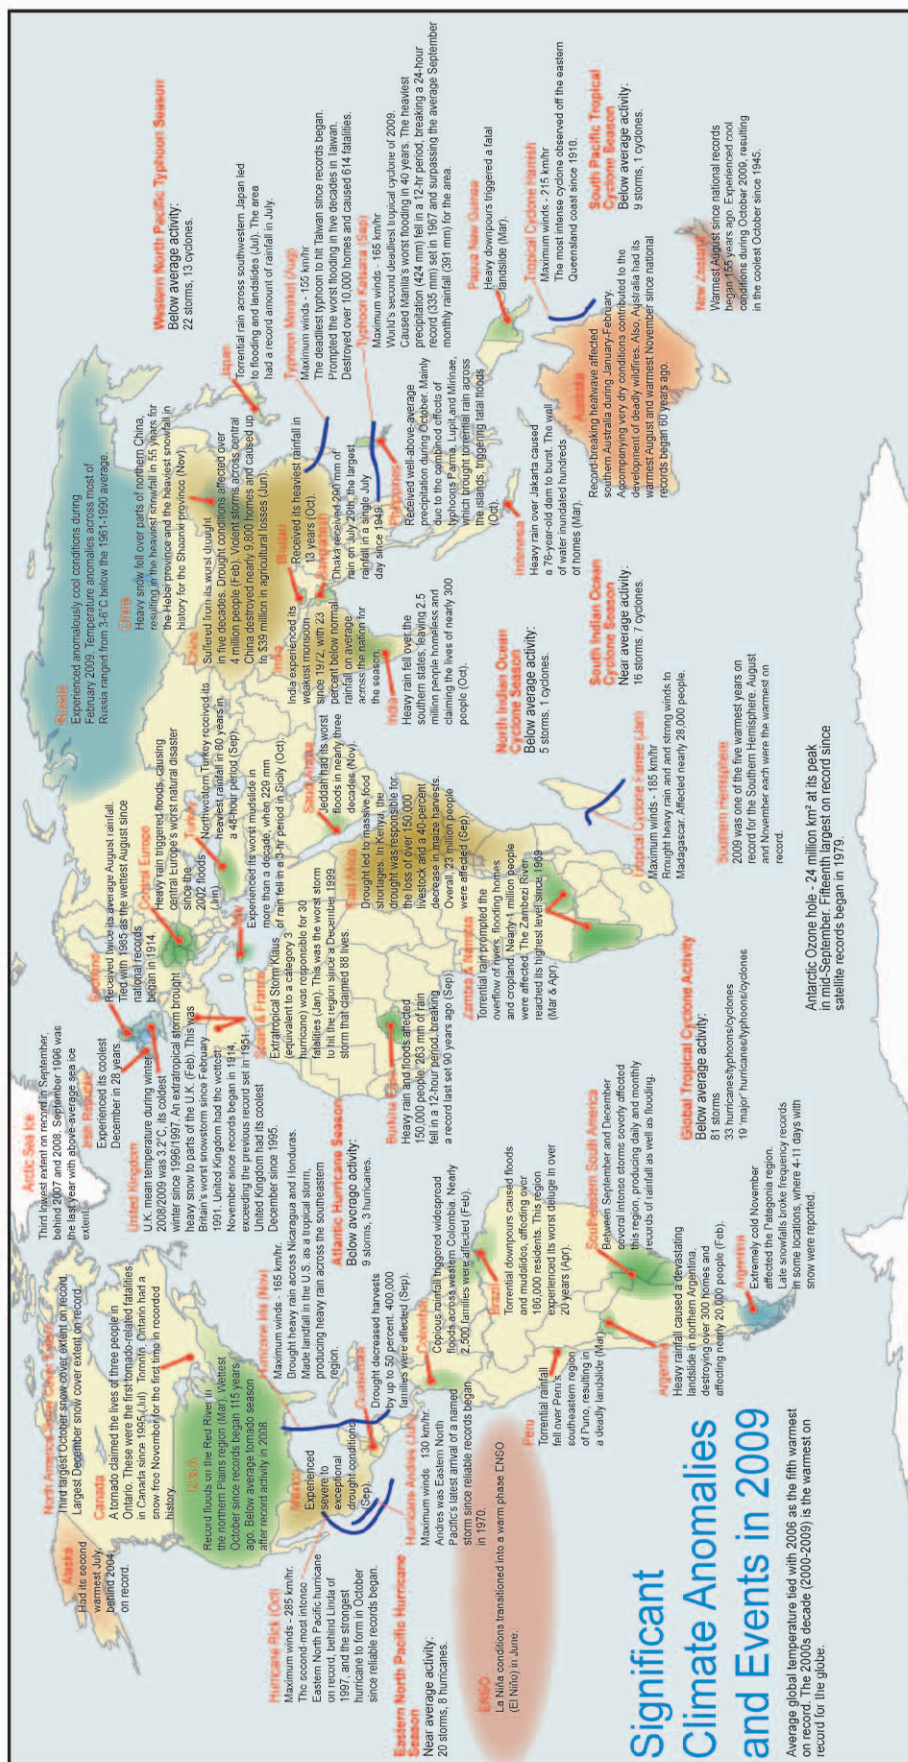 Significant
Climate Anomalies
and Events in 2009
Average global temperature tied with 2006 as the fifth warmest
on record. The 2000s decade (2000-2009) is the warmest on
record for the globe.
Alaska
Had its second
warmest July,
behind 2004,
on record.
North America Snow Cover Extent
Third largest October snow cover extent on record.
Largest December snow cover extent on record.
Canada
A tornado claimed the lives of three people in
Ontario. These were the first tornado-related fatalities
in Canada since 1995 (Jul) Toronto, Ontario had a
snow free November for the first time in recorded
history
U.S.A.
Record floods on the Red River in
the northern Plains region (Mar) Wettest
October since records began 115 years
ago. Below average tornado season
after record activity in 2008
Mexico
Experienced
severe to
exceptional
drought conditions
(Sep)
Hurricane Rick (Oct)
Maximum winds - 285 km/hr.
The second-most intense
Eastern North Pacific hurricane
on record, behind Linda of
1997, and the strongest
hurricane to form in October
since reliable records began.
Eastern North Pacific Hurricane
Season
Near average activity:
20 storms, 8 hurricanes.
Hurricane Andres (Jun)
Maximum winds 130 km/hr.
Andres was Eastern North
Pacific's latest arrival of a named
storm since reliable records began
in 1970.
ENSO
La Niña conditions transitioned into a warm phase ENSO
(El Niño) in June.
Hurricane Ida (Nov)
Maximum winds - 165 km/hr.
Drought heavy rain across Nicaragua and Honduras.
Made landfall in the U.S. as a tropical storm,
producing heavy rain across the southeastern
region.
Guatemala
Drought decreased harvests
by up to 50 percent. 400,000
families were affected (Sep).
Atlantic Hurricane Season
Below average activity:
9 storms, 3 hurricanes.
Colombia
Copious rainfall triggered widespread
floods across western Colombia. Nearly
2,500 families were affected (Feb).
Brazil
Torrential downpours caused floods
and mudslides, affecting over
180,000 residents. This region
experienced its worst deluge in over
20 years (Apr).
Peru
Torrential rainfall
fell over Peru's
southeastern region
of Puno, resulting in
a deadly landslide (Mar)
Southeastern South America
Between September and December
several intense storms severly affected
this region, producing daily and monthly
records of rainfall as well as flooding.
Argentina
Heavy rainfall caused a devastating
landslide in northern Argentina,
destroying over 300 homes and
affecting nearly 20,000 people (Feb).
Argentina
Extremely cold November
affected the Patagonia region.
Late snowfalls broke frequency records
in some locations, where 4-11 days with
snow were reported.
Arctic Sea Ice
Third lowest extent on record in September,
behind 2007 and 2008. September 1996 was
the last year with above-average sea ice
extent.
Experienced its coolest
December in 28 years
United Kingdom
U.K. mean temperature during winter
2008/2009 was 3.2°C, its coldest
winter since 1996/1997. An extratropical storm brought
heavy snow to parts of the U.K. (Feb). This was
Britain's worst snowstorm since February
1991. United Kingdom had the wettest
November since records began in 1914,
exceeding the previous record set in 1951.
United Kingdom had its coolest
December since 1995.
Scotland
Received twice its average August rainfall.
Tied with 1985 as the wettest August since
national records
began in 1914.
Central Europe
Heavy rain triggered floods, causing
central Europe's worst natural disaster
since the
2002 floods
(Jun)
Turkey
Northwestern Turkey received its
heaviest rainfall in 80 years in
a 48-hour period (Sep).
Italy
Experienced its worst mudslide in
more than a decade, when 229 mm
of rain fell in a 3-hr period in Sicily (Oct).
Spain & France
Extratropical Storm Klaus
(equivalent to a category 3
hurricane) was responsible for 30
fatalities (Jan). This was the worst storm
to hit the region since a December 1999
storm that claimed 88 lives.
Saudi Arabia
Jeddah had its worst
floods in nearly three
decades (Nov).
Burkina Faso
Heavy rain and floods affected
150,000 people. 263 mm of rain
fell in a 12-hour period, breaking
a record last set 90 years ago (Sep)
East Africa
Drought led to massive food
shortages. In Kenya, the
drought was responsible for
the loss of over 150,000
livestock and a 40-percent
decrease in maize harvests.
Overall, 23 million people
were affected (Sep).
Zambia & Namibia
Torrential rain prompted the
overflow of rivers, flooding homes
and cropland. Nearly 1 million people
were affected. The Zambezi River
reached its highest level since 1969
(Mar & Apr).
Tropical Cyclone Fanele (Jan)
Maximum winds - 185 km/hr
Brought heavy rain and and strong winds to
Madagascar. Affected nearly 28,000 people.
Global Tropical Cyclone Activity
Below average activity:
81 storms
33 hurricanes/typhoons/cyclones
19 'major' hurricanes/typhoons/cyclones
Southern Hemisphere
2009 was one of the five warmest years on
record for the Southern Hemisphere. August
and November each were the warmest on
record.
Antarctic Ozone hole - 24 million km² at its peak
in mid-September. Fifteenth largest on record since
satellite records began in 1979.
Russia
Experienced anomalously cool conditions during
February 2009. Temperature anomalies across most of
Russia ranged from 3-6°C below the 1961-1990 average.
China
Heavy snow fell over parts of northern China,
resulting in the heaviest snowfall in 55 years for
the Hebei province and the heaviest snowfall in
history for the Shaanxi province (Nov).
China
Suffered from its worst drought
in five decades. Drought conditions affected over
4 million people (Feb). Violent storms across central
China destroyed nearly 9,800 homes and caused up
to $39 million in agricultural losses (Jun).
Japan
Torrential rain across southwestern Japan led
to flooding and landslides (Jul). The area
had a record amount of rainfall in July.
Western North Pacific Typhoon Season
Below average activity:
22 storms, 13 cyclones.
Typhoon Morakot (Aug)
Maximum winds - 155 km/hr
The deadliest typhoon to hit Taiwan since records began.
Prompted the worst flooding in five decades in Taiwan.
Destroyed over 10,000 homes and caused 614 fatalities.
Typhoon Ketsana (Sep)
Maximum winds - 165 km/hr
World's second deadliest tropical cyclone of 2009.
Caused Manila's worst flooding in 40 years. The heaviest
precipitation (424 mm) fell in a 12-hr period, breaking a 24-hour
record (335 mm) set in 1967 and surpassing the average September
monthly rainfall (391 mm) for the area.
India
India experienced its
weakest monsoon
since 1972, with 23
percent below normal
rainfall on average
across the nation for
the season
Bhutan
Received its heaviest rainfall in
13 years (Oct).
Bangladesh
Dhaka received 290 mm of
rain on July 29th, the largest
rainfall in a single July
day since 1949.
India
Heavy rain fell over the
southern states, leaving 2.5
million people homeless and
claiming the lives of nearly 300
people (Oct)
Philippines
Received well-above-average
precipitation during October. Mainly
due to the combined effects of
typhoons Parma, Lupit, and Mirinae,
which brought torrential rain across
the islands, triggering fatal floods
(Oct).
North Indian Ocean
Cyclone Season
Below average activity:
5 storms, 1 cyclones.
South Indian Ocean
Cyclone Season
Near average activity:
16 storms, 7 cyclones.
Indonesia
Heavy rain over Jakarta caused
a 76-year-old dam to burst. The wall
of water inundated hundreds
of homes (Mar).
Papua New Guinea
Heavy downpours triggered a fatal
landslide (Mar).
Tropical Cyclone Hamish
Maximum winds - 215 km/hr
The most intense cyclone observed off the eastern
Queensland coast since 1918.
Australia
Record-breaking heatwave affected
southern Australia during January-February.
Accompanying very dry conditions contributed to the
development of deadly wildfires. Also, Australia had its
warmest August and warmest November since national
records began 60 years ago.
South Pacific Tropical
Cyclone Season
Below average activity:
9 storms, 1 cyclones.
New Zealand
Warmest August since national records
began 155 years ago. Experienced cool
conditions during October 2009, resulting
in the coolest October since 1945.